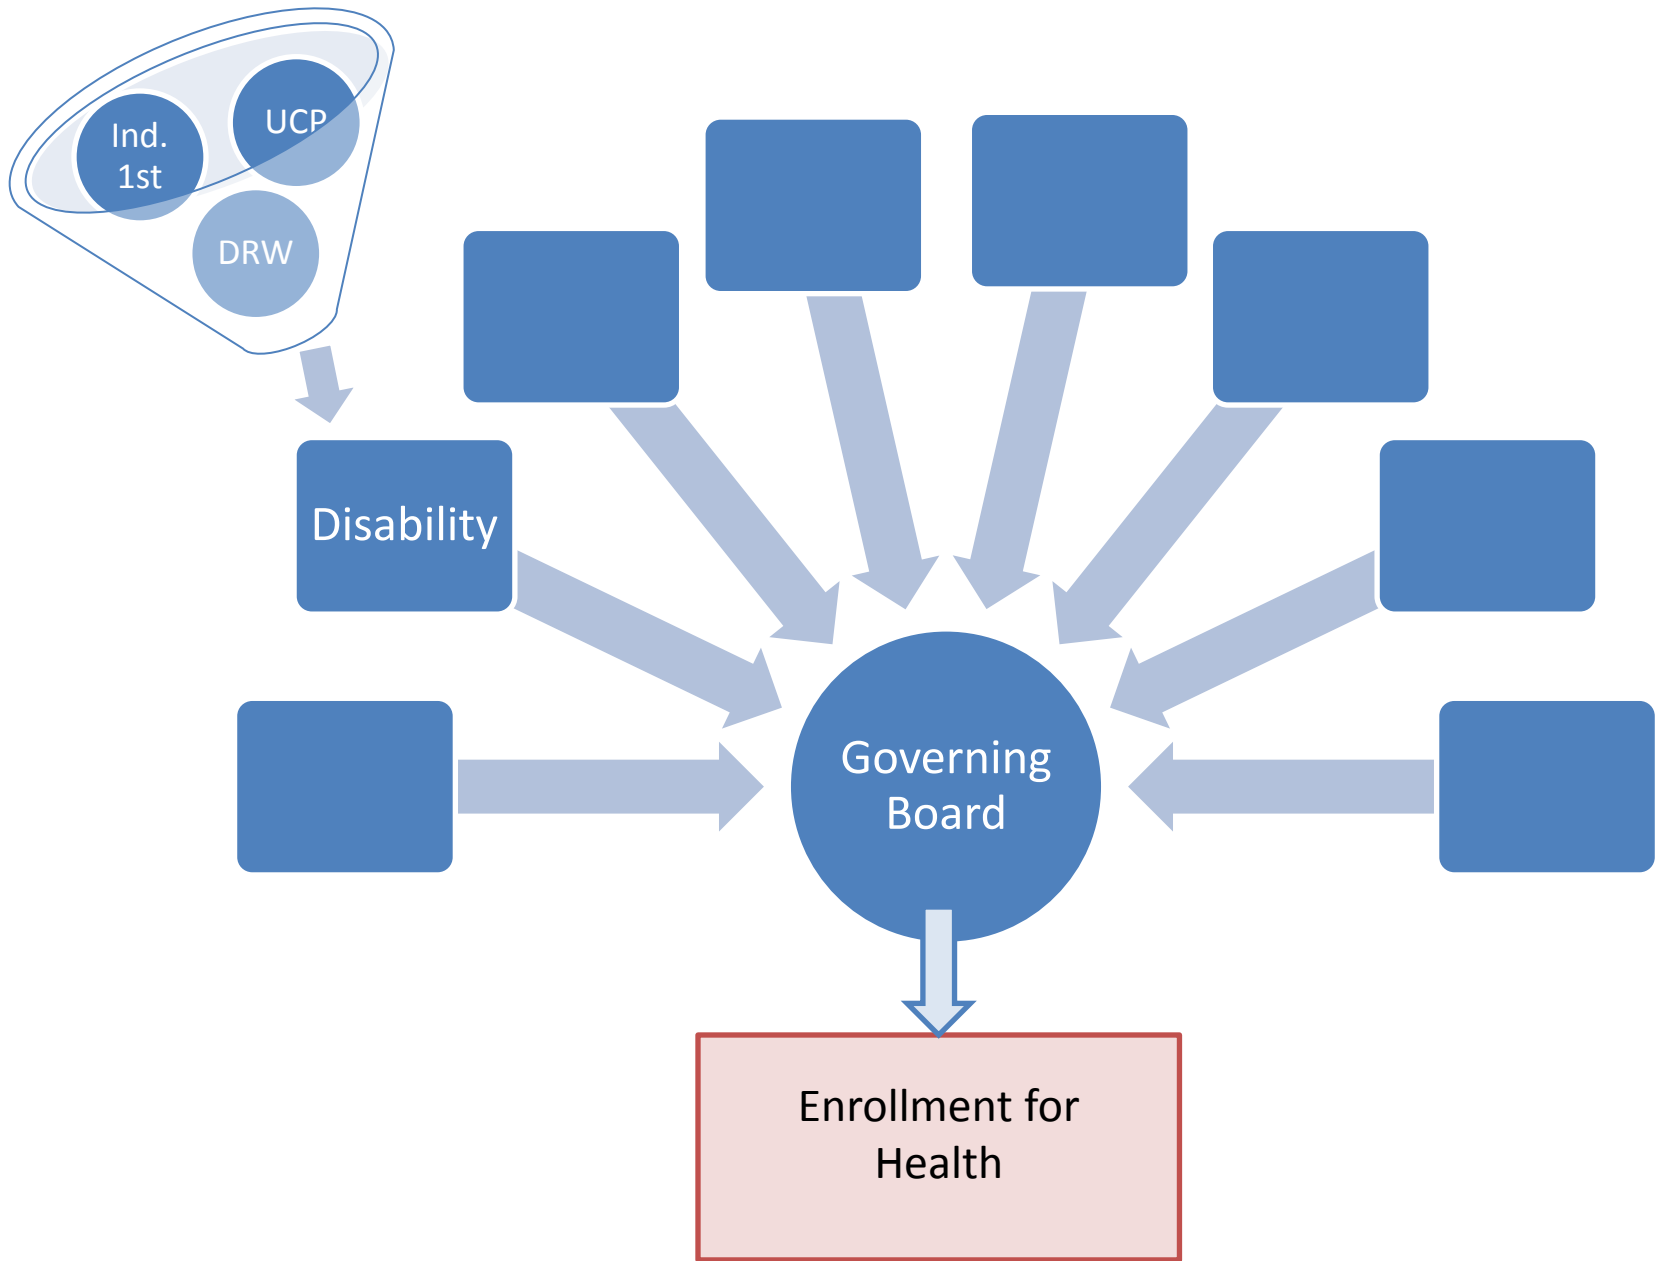 Ind.
1st
UCP
DRW
Disability
Governing
Board
Enrollment for
Health